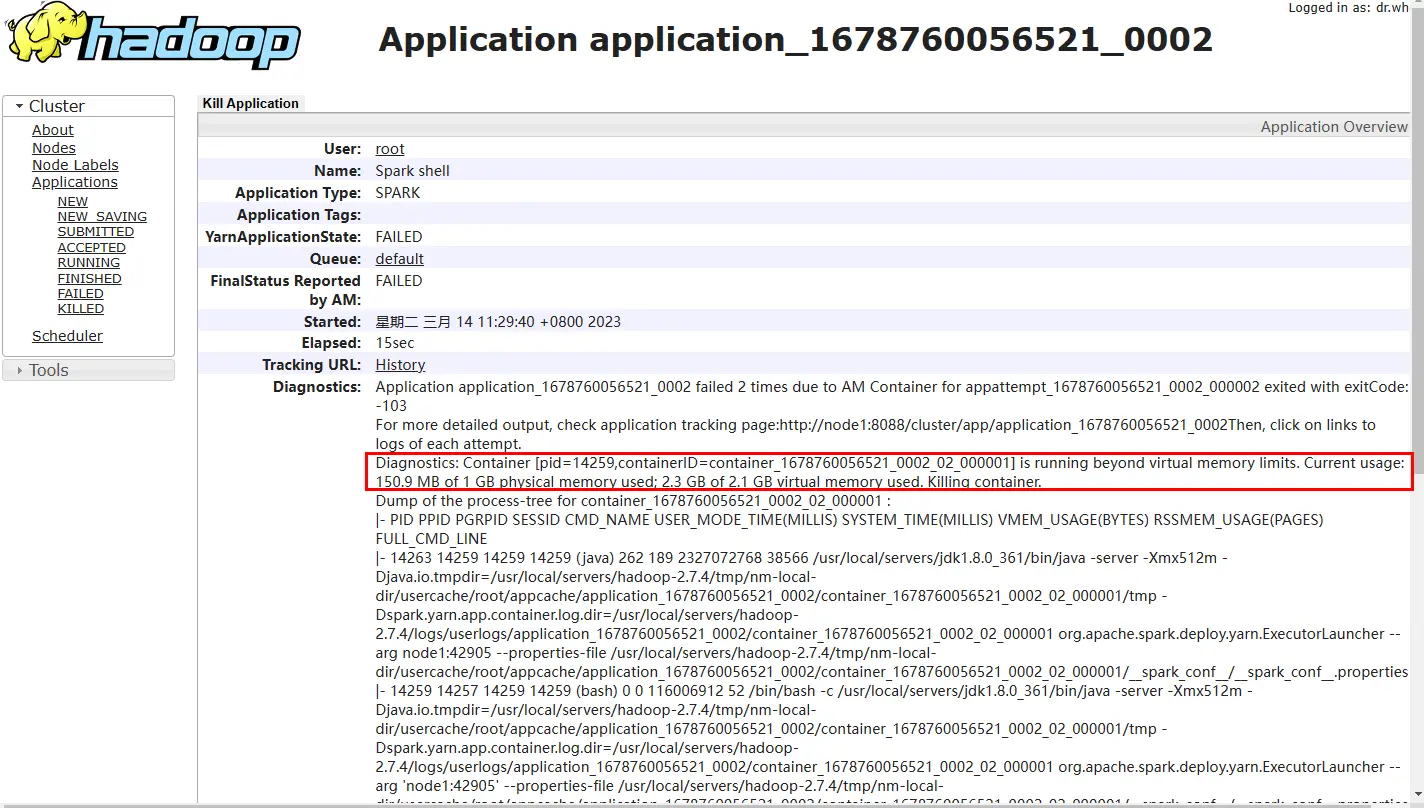 Logged in as: dr.wh
hadoop
Application application_1678760056521_0002
Cluster
About
Nodes
Node Labels
Applications
NEW
NEW_SAVING
SUBMITTED
ACCEPTED
RUNNING
FINISHED
FAILED
KILLED
Scheduler
Tools
Kill Application
Application Overview
User: root
Name: Spark shell
Application Type: SPARK
Application Tags:
YarnApplicationState: FAILED
Queue: default
FinalStatus Reported by AM: FAILED
Started: 星期二 三月 14 11:29:40 +0800 2023
Elapsed: 15sec
Tracking URL: History
Diagnostics: Application application_1678760056521_0002 failed 2 times due to AM Container for appattempt_1678760056521_0002_000002 exited with exitCode:
-103
For more detailed output, check application tracking page:http://node1:8088/cluster/app/application_1678760056521_0002Then, click on links to
logs of each attempt.
Diagnostics: Container [pid=14259,containerID=container_1678760056521_0002_02_000001] is running beyond virtual memory limits. Current usage:
150.9 MB of 1 GB physical memory used; 2.3 GB of 2.1 GB virtual memory used. Killing container.
Dump of the process-tree for container_1678760056521_0002_02_000001 :
|- PID PPID PGRPID SESSID CMD_NAME USER_MODE_TIME(MILLIS) SYSTEM_TIME(MILLIS) VMEM_USAGE(BYTES) RSSMEM_USAGE(PAGES)
FULL_CMD_LINE
|- 14263 14259 14259 14259 (java) 262 189 2327072768 38566 /usr/local/servers/jdk1.8.0_361/bin/java -server -Xmx512m -
Djava.io.tmpdir=/usr/local/servers/hadoop-2.7.4/tmp/nm-local-
dir/usercache/root/appcache/application_1678760056521_0002/container_1678760056521_0002_02_000001/tmp -
Dspark.yarn.app.container.log.dir=/usr/local/servers/hadoop-
2.7.4/logs/userlogs/application_1678760056521_0002/container_1678760056521_0002_02_000001 org.apache.spark.deploy.yarn.ExecutorLauncher --
arg node1:42905 --properties-file /usr/local/servers/hadoop-2.7.4/tmp/nm-local-
dir/usercache/root/appcache/application_1678760056521_0002/container_1678760056521_0002_02_000001/__spark_conf__/__spark_conf__.properties
|- 14259 14257 14259 14259 (bash) 0 0 116006912 52 /bin/bash -c /usr/local/servers/jdk1.8.0_361/bin/java -server -Xmx512m -
Djava.io.tmpdir=/usr/local/servers/hadoop-2.7.4/tmp/nm-local-
dir/usercache/root/appcache/application_1678760056521_0002/container_1678760056521_0002_02_000001/tmp -
Dspark.yarn.app.container.log.dir=/usr/local/servers/hadoop-
2.7.4/logs/userlogs/application_1678760056521_0002/container_1678760056521_0002_02_000001 org.apache.spark.deploy.yarn.ExecutorLauncher --
arg 'node1:42905' --properties-file /usr/local/servers/hadoop-2.7.4/tmp/nm-local-